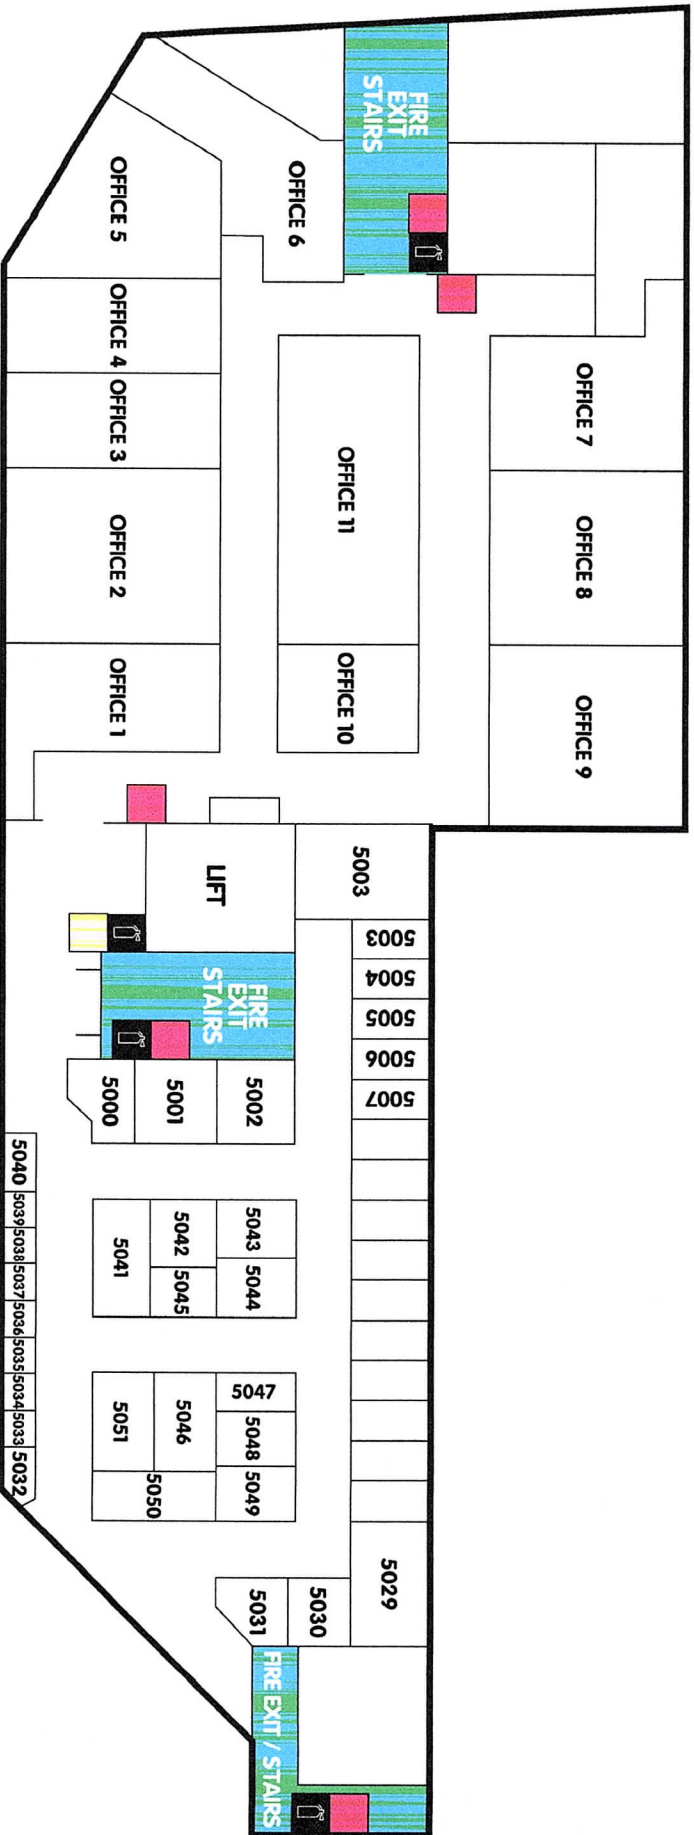 FIRE
EXIT
STAIRS
OFFICE 5
OFFICE 6
OFFICE 4
OFFICE 3
OFFICE 2
OFFICE 1
OFFICE 11
OFFICE 10
OFFICE 7
OFFICE 8
OFFICE 9
LIFT
5003
FIRE
EXIT
STAIRS
5003
5004
5005
5006
5007
5000
5001
5002
5040
5039
5038
5037
5036
5035
5034
5033
5032
5041
5042
5043
5045
5044
5051
5046
5047
5048
5049
5050
5029
5030
5031
FIRE EXIT / STAIRS